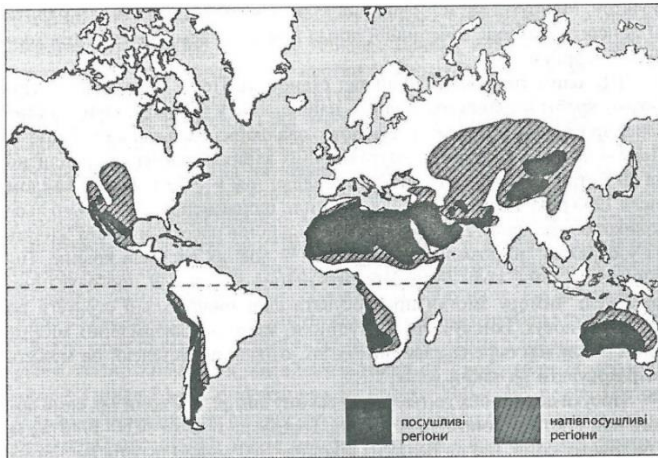 посушливі
регіони
напівпосушливі
регіони